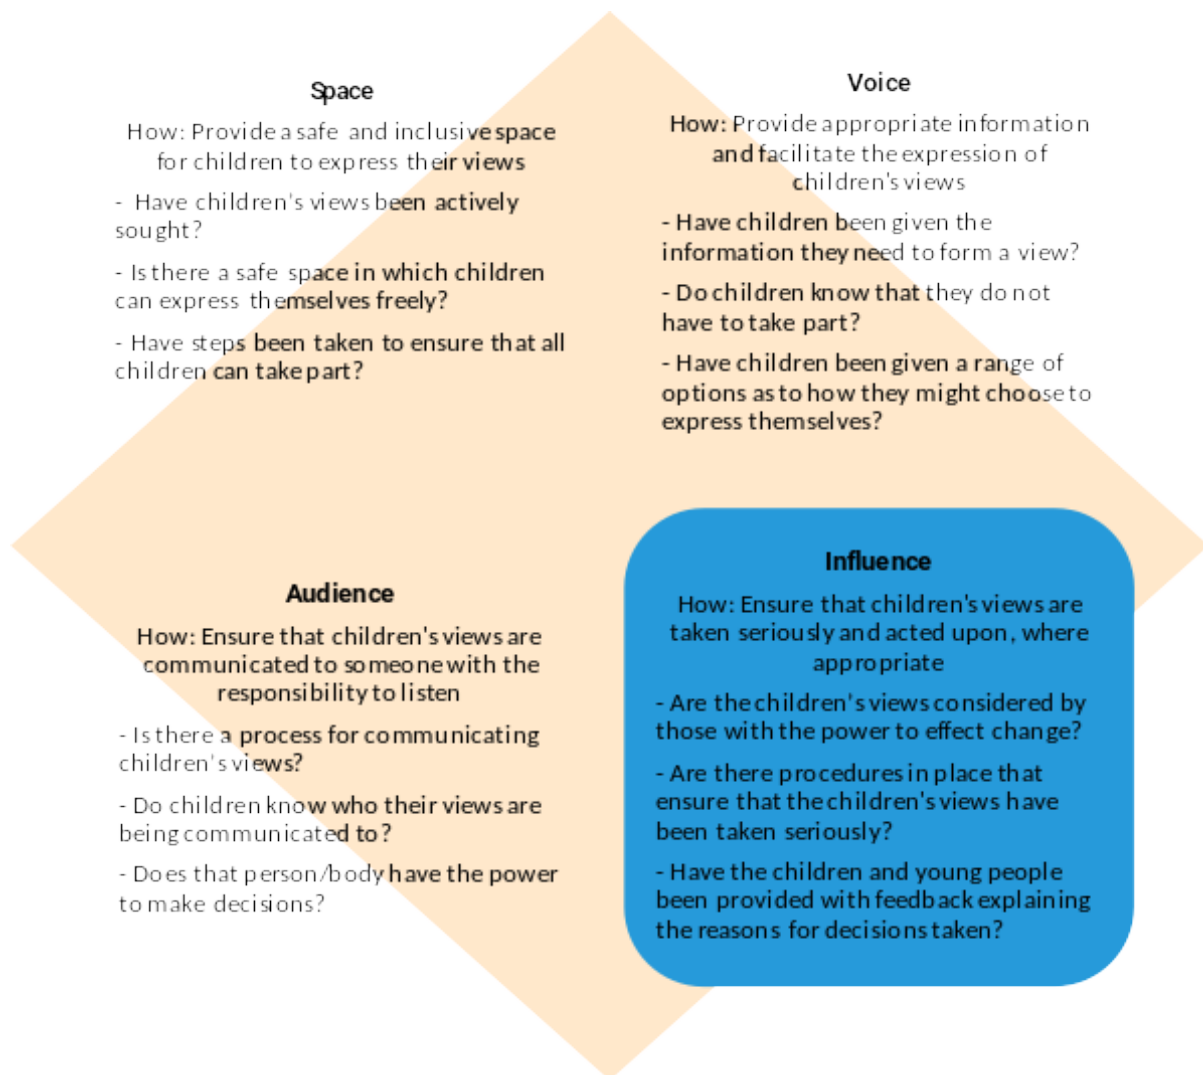 Space
How: Provide a safe and inclusive space
for children to express their views
- Have children's views been actively
sought?
- Is there a safe space in which children
can express themselves freely?
- Have steps been taken to ensure that all
children can take part?
Voice
How: Provide appropriate information
and facilitate the expression of
children's views
- Have children been given the
information they need to form a view?
- Do children know that they do not
have to take part?
- Have children been given a range of
options as to how they might choose to
express themselves?
Audience
How: Ensure that children's views are
communicated to someone with the
responsibility to listen
- Is there a process for communicating
children's views?
- Do children know who their views are
being communicated to?
- Does that person/body have the power
to make decisions?
Influence
How: Ensure that children's views are
taken seriously and acted upon, where
appropriate
- Are the children's views considered by
those with the power to effect change?
- Are there procedures in place that
ensure that the children's views have
been taken seriously?
- Have the children and young people
been provided with feedback explaining
the reasons for decisions taken?